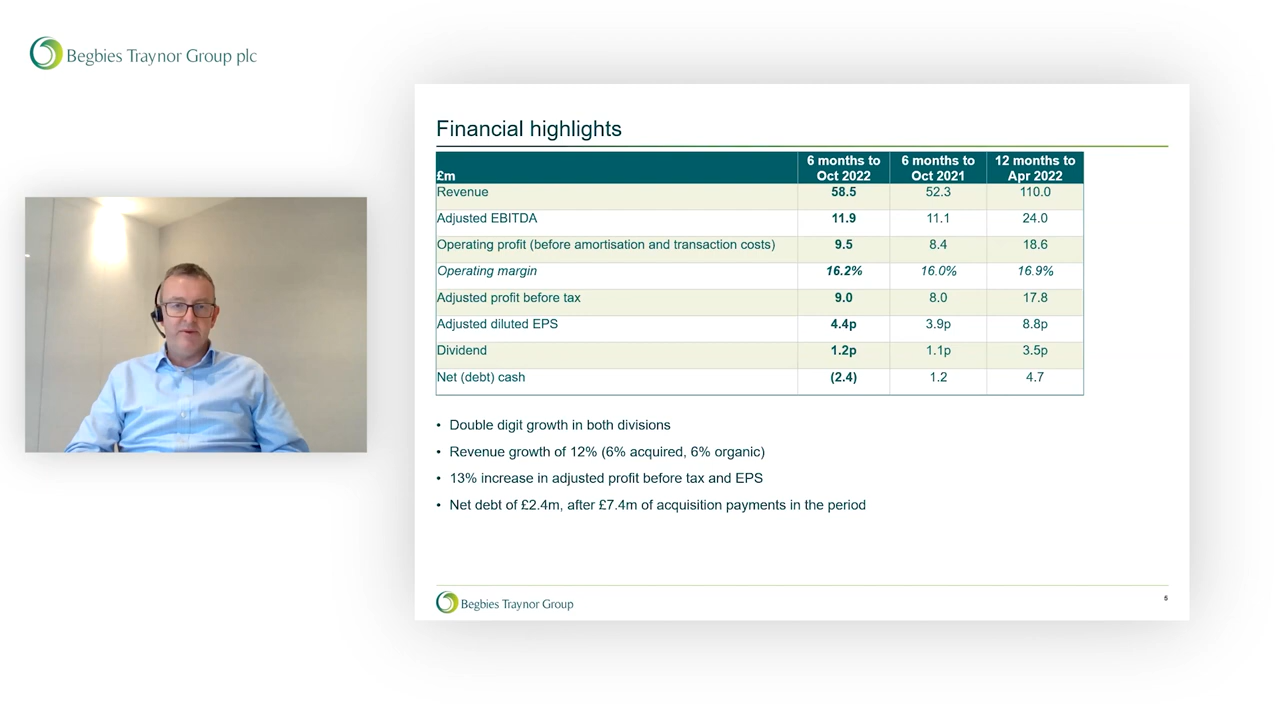 Begbies Traynor Group plc
Financial highlights
£m 6 months to Oct 2022 6 months to Oct 2021 12 months to Apr 2022
Revenue 58.5 52.3 110.0
Adjusted EBITDA 11.9 11.1 24.0
Operating profit (before amortisation and transaction costs) 9.5 8.4 18.6
Operating margin 16.2% 16.0% 16.9%
Adjusted profit before tax 9.0 8.0 17.8
Adjusted diluted EPS 4.4p 3.9p 8.8p
Dividend 1.2p 1.1p 3.5p
Net (debt) cash (2.4) 1.2 4.7
• Double digit growth in both divisions
• Revenue growth of 12% (6% acquired, 6% organic)
• 13% increase in adjusted profit before tax and EPS
• Net debt of £2.4m, after £7.4m of acquisition payments in the period
Begbies Traynor Group
5